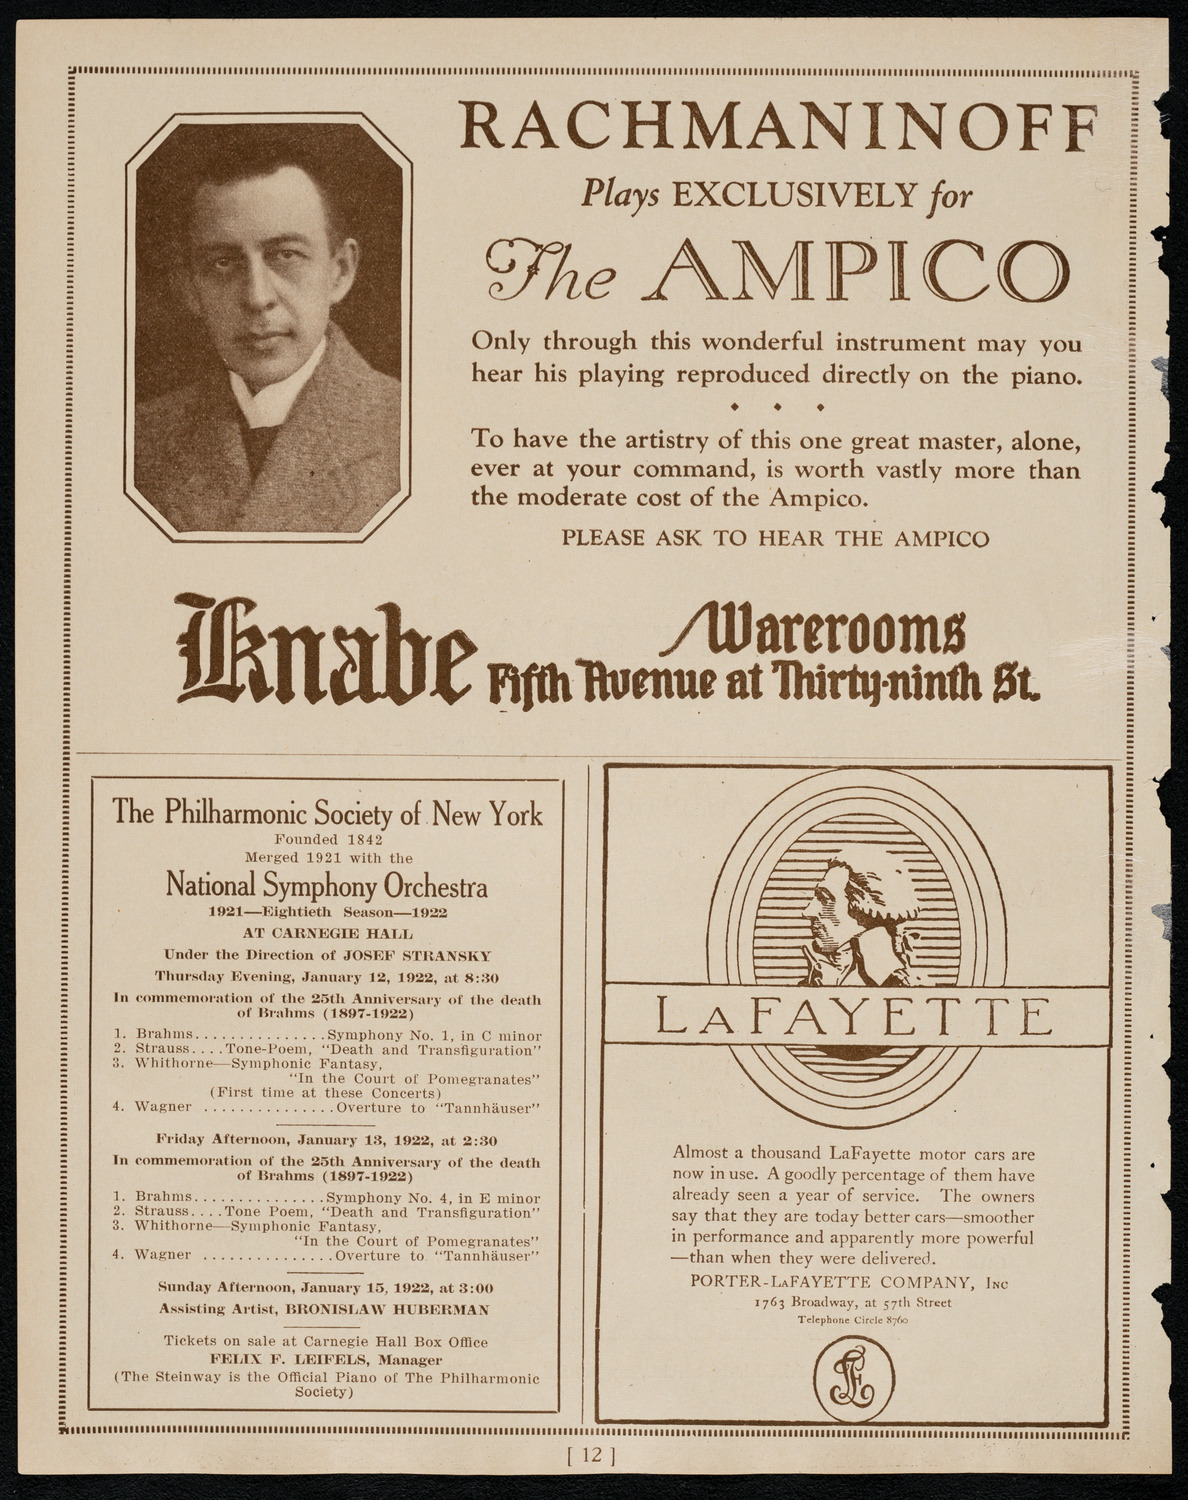 RACHMANINOFF
Plays EXCLUSIVELY for
The AMPICO
Only through this wonderful instrument may you
hear his playing reproduced directly on the piano.
To have the artistry of this one great master, alone,
ever at your command, is worth vastly more than
the moderate cost of the Ampico.
PLEASE ASK TO HEAR THE AMPICO
Knabe
Warerooms
Fifth Avenue at Thirty-ninth St.
The Philharmonic Society of New York
Founded 1842
Merged 1921 with the
National Symphony Orchestra
1921—Eightieth Season—1922
AT CARNEGIE HALL
Under the Direction of JOSEF STRANSKY
Thursday Evening, January 12, 1922, at 8:30
In commemoration of the 25th Anniversary of the death
of Brahms (1897-1922)
1. Brahms...............Symphony No. 1, in C minor
2. Strauss....Tone-Poem, "Death and Transfiguration"
3. Whithorne—Symphonic Fantasy,
"In the Court of Pomegranates"
(First time at these Concerts)
4. Wagner ...............Overture to "Tannhäuser"
Friday Afternoon, January 13, 1922, at 2:30
In commemoration of the 25th Anniversary of the death
of Brahms (1897-1922)
1. Brahms...............Symphony No. 4, in E minor
2. Strauss....Tone Poem, "Death and Transfiguration"
3. Whithorne—Symphonic Fantasy,
"In the Court of Pomegranates"
4. Wagner ...............Overture to "Tannhäuser"
Sunday Afternoon, January 15, 1922, at 3:00
Assisting Artist, BRONISLAW HUBERMAN
Tickets on sale at Carnegie Hall Box Office
FELIX F. LEIFELS, Manager
(The Steinway is the Official Piano of The Philharmonic
Society)
LAFAYETTE
Almost a thousand LaFayette motor cars are
now in use. A goodly percentage of them have
already seen a year of service. The owners
say that they are today better cars—smoother
in performance and apparently more powerful
—than when they were delivered.
PORTER-LAFAYETTE COMPANY, INC
1763 Broadway, at 57th Street
Telephone Circle 8760
[ 12 ]